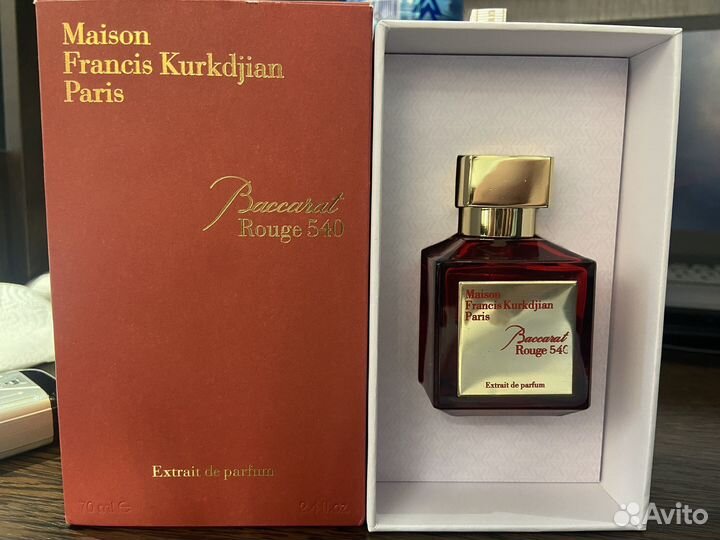 Maison
Francis Kurkdjian
Paris
Baccarat
Rouge 540
Extrait de parfum
70 ml ℮ 2.4 fl.oz.
Maison
Francis Kurkdjian
Paris
Baccarat
Rouge 540
Extrait de parfum
Avito